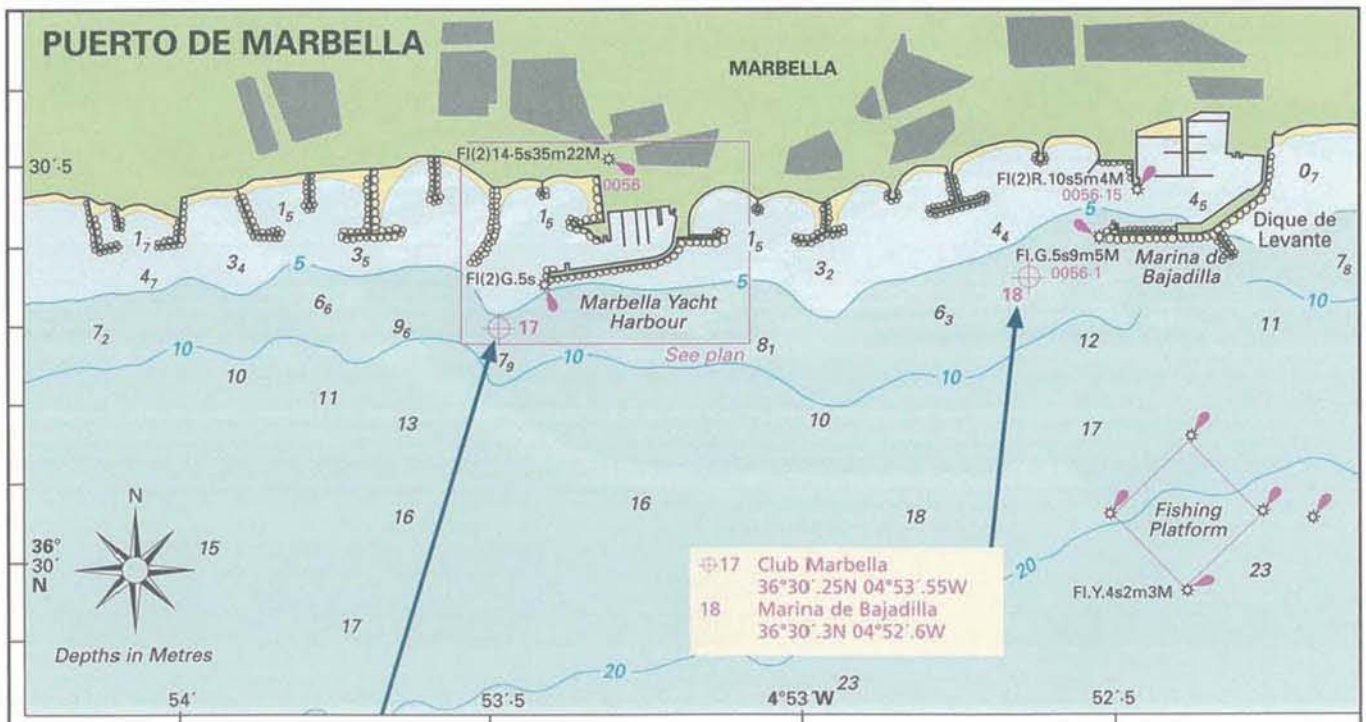 PUERTO DE MARBELLA
MARBELLA
30´·5
Fl(2)14·5s35m22M
0056
Fl(2)R.10s5m4M
0056·15
0₇
1₅
1₅
1₅
5
4₅
1₇
3₄
5
3₅
3₂
4₄
Dique de
Levante
4₇
Fl(2)G.5s
5
Fl.G.5s9m5M
0056·1
Marina de
Bajadilla
7₈
6₆
Marbella Yacht
Harbour
18
6₃
10
7₂
9₆
17
11
10
7₉
10
See plan
8₁
12
10
10
11
13
10
17
16
16
18
Fishing
Platform
N
15
36°
30´
N
⌖17 Club Marbella
36°30´.25N 04°53´.55W
18 Marina de Bajadilla
36°30´.3N 04°52´.6W
20
23
Fl.Y.4s2m3M
17
Depths in Metres
20
23
54´
53´·5
4°53´W
52´·5